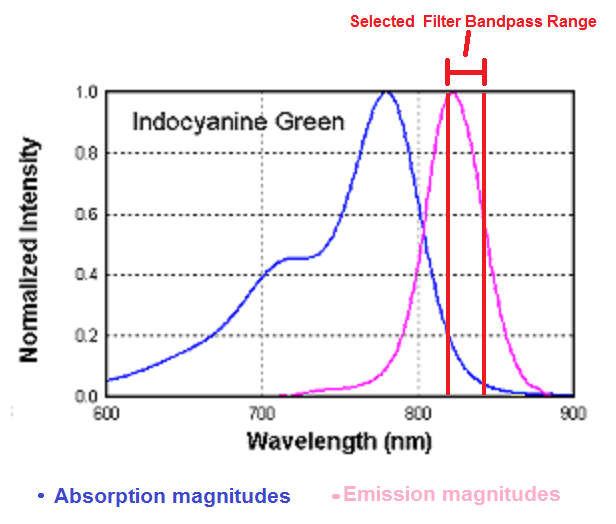 Selected Filter Bandpass Range
Indocyanine Green
Normalized Intensity
1.0
0.8
0.6
0.4
0.2
0.0
600
700
800
900
Wavelength (nm)
• Absorption magnitudes
-Emission magnitudes